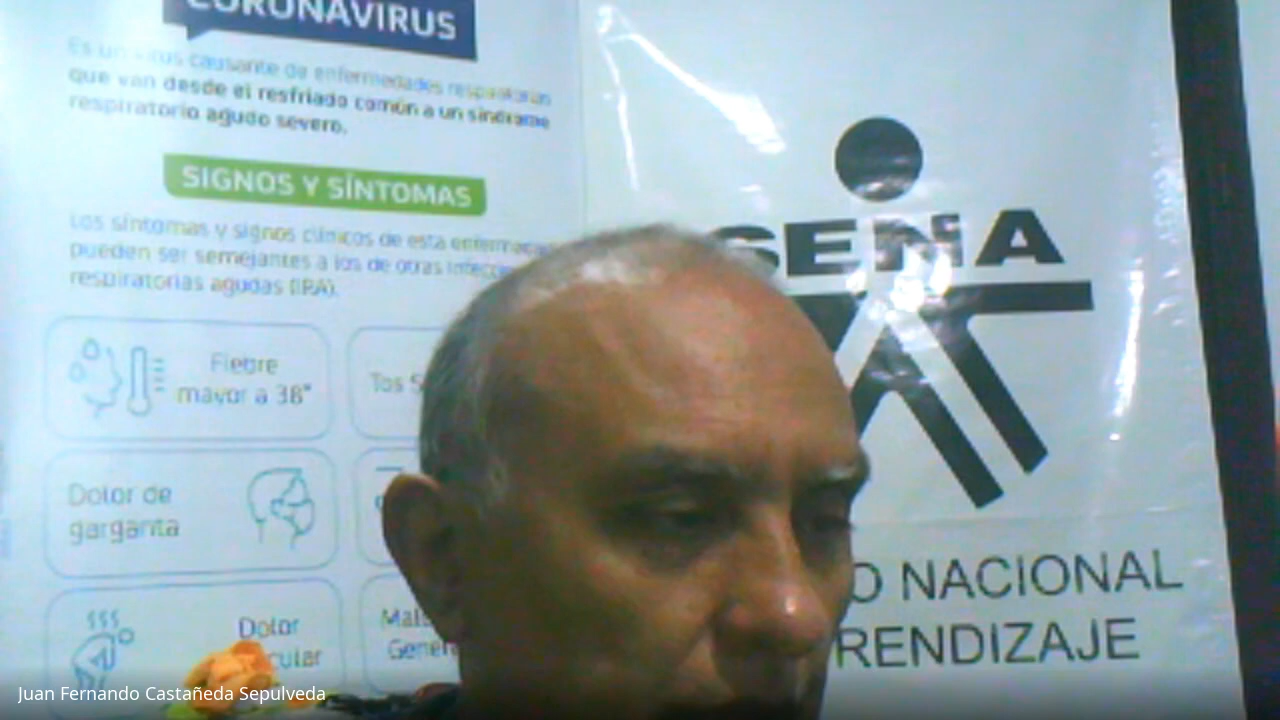 CORONAVIRUS
Es un virus causante de enfermedades respiratorias
que van desde el resfriado común a un síndrome
respiratorio agudo severo.
SIGNOS Y SÍNTOMAS
Los síntomas y signos clínicos de esta enfermedad
pueden ser semejantes a los de otras
respiratorias agudas (IRA).
Fiebre
mayor a 38°
Tos
Dolor de
garganta
Dolor
SENA
NACIONAL
RENDIZAJE
Juan Fernando Castañeda Sepulveda